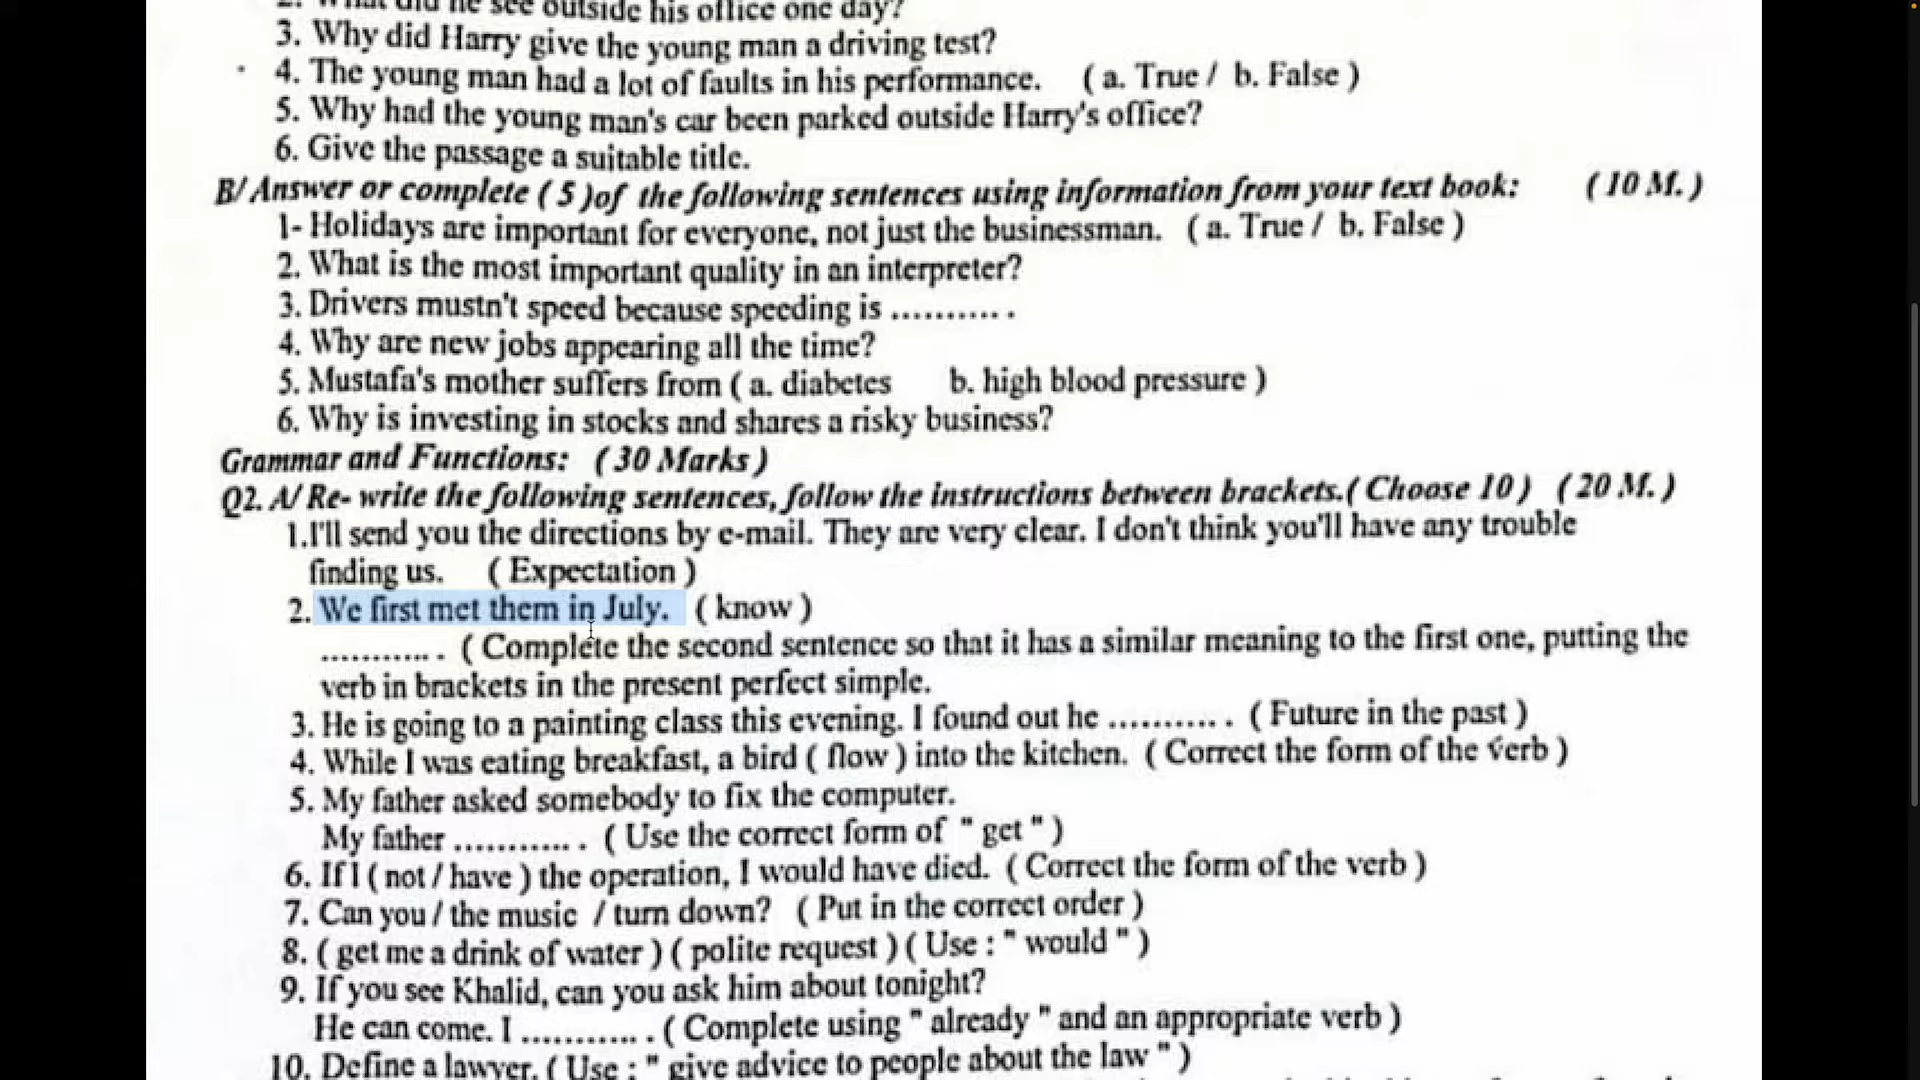 2. What did he see outside his office one day?
3. Why did Harry give the young man a driving test?
4. The young man had a lot of faults in his performance. ( a. True / b. False )
5. Why had the young man's car been parked outside Harry's office?
6. Give the passage a suitable title.
B/ Answer or complete ( 5 )of the following sentences using information from your text book: ( 10 M. )
1- Holidays are important for everyone, not just the businessman. ( a. True / b. False )
2. What is the most important quality in an interpreter?
3. Drivers mustn't speed because speeding is .......... .
4. Why are new jobs appearing all the time?
5. Mustafa's mother suffers from ( a. diabetes b. high blood pressure )
6. Why is investing in stocks and shares a risky business?
Grammar and Functions: ( 30 Marks )
Q2. A/ Re- write the following sentences, follow the instructions between brackets.( Choose 10 ) ( 20 M. )
1.I'll send you the directions by e-mail. They are very clear. I don't think you'll have any trouble
finding us. ( Expectation )
2. We first met them in July. ( know )
............ . ( Complete the second sentence so that it has a similar meaning to the first one, putting the
verb in brackets in the present perfect simple.
3. He is going to a painting class this evening. I found out he ........... . ( Future in the past )
4. While I was eating breakfast, a bird ( flow ) into the kitchen. ( Correct the form of the verb )
5. My father asked somebody to fix the computer.
My father ............ . ( Use the correct form of " get " )
6. If I ( not / have ) the operation, I would have died. ( Correct the form of the verb )
7. Can you / the music / turn down? ( Put in the correct order )
8. ( get me a drink of water ) ( polite request ) ( Use : " would " )
9. If you see Khalid, can you ask him about tonight?
He can come. I ............ . ( Complete using " already " and an appropriate verb )
10. Define a lawyer. ( Use : " give advice to people about the law " )